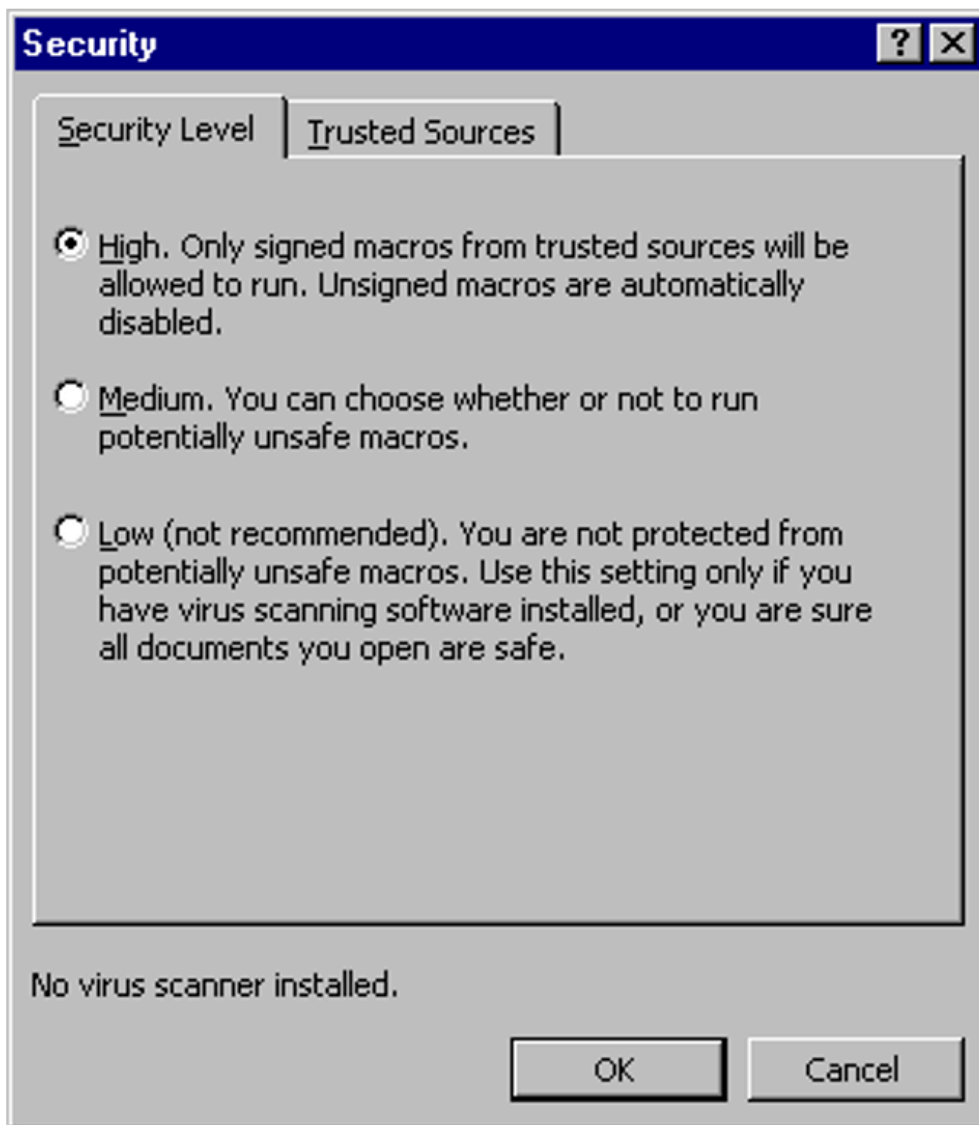 Security
Security Level
Trusted Sources
High. Only signed macros from trusted sources will be
allowed to run. Unsigned macros are automatically
disabled.
Medium. You can choose whether or not to run
potentially unsafe macros.
Low (not recommended). You are not protected from
potentially unsafe macros. Use this setting only if you
have virus scanning software installed, or you are sure
all documents you open are safe.
No virus scanner installed.
OK
Cancel